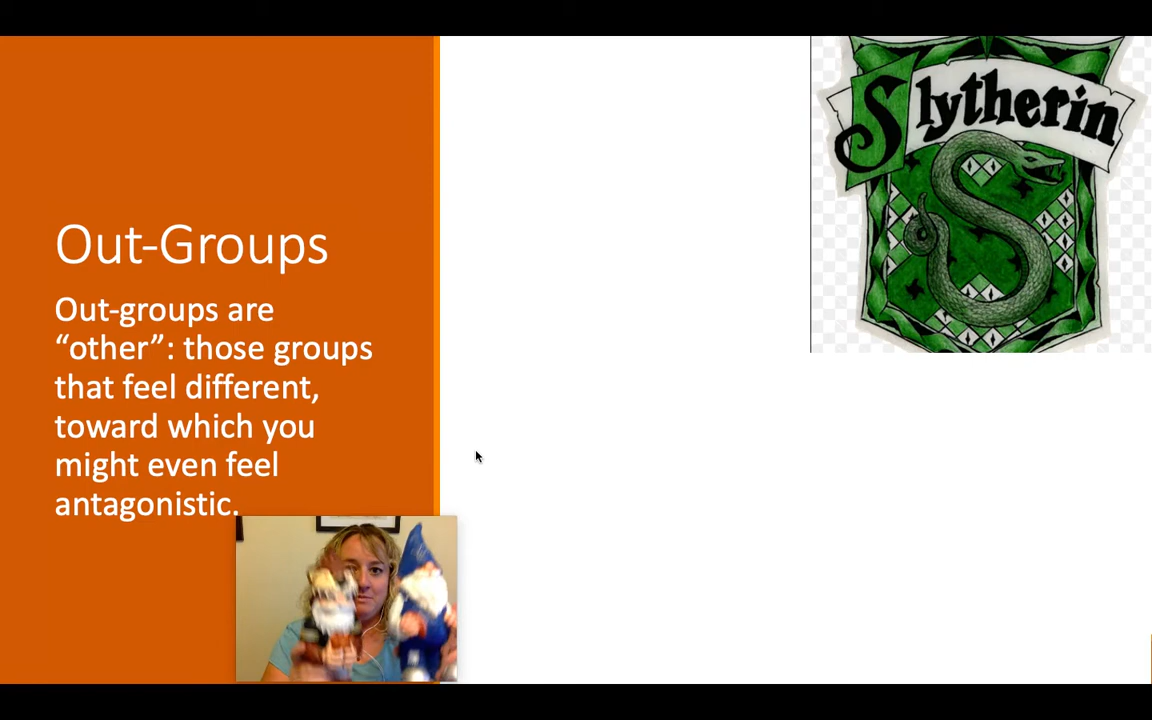 Slytherin
Out-Groups
Out-groups are
“other”: those groups
that feel different,
toward which you
might even feel
antagonistic.